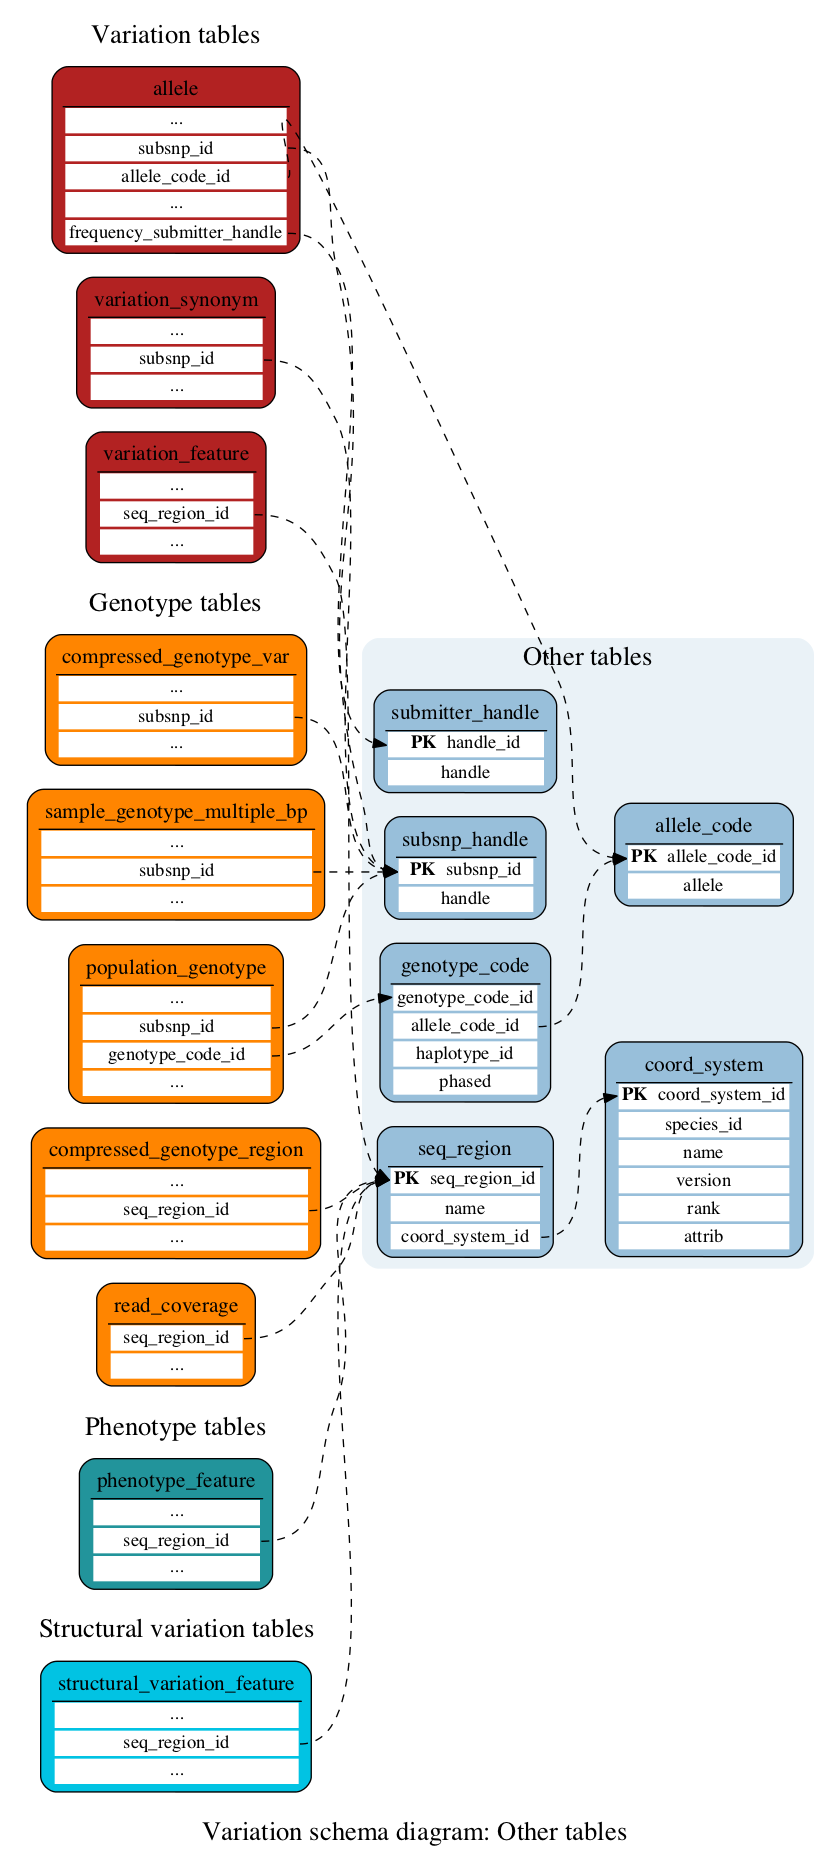 Variation tables
allele
...
subsnp_id
allele_code_id
...
frequency_submitter_handle
variation_synonym
...
subsnp_id
...
variation_feature
...
seq_region_id
...
Genotype tables
compressed_genotype_var
...
subsnp_id
...
sample_genotype_multiple_bp
...
subsnp_id
...
population_genotype
...
subsnp_id
genotype_code_id
...
compressed_genotype_region
...
seq_region_id
...
read_coverage
seq_region_id
...
Phenotype tables
phenotype_feature
...
seq_region_id
...
Structural variation tables
structural_variation_feature
...
seq_region_id
...
Other tables
submitter_handle
PK handle_id
handle
subsnp_handle
PK subsnp_id
handle
genotype_code
genotype_code_id
allele_code_id
haplotype_id
phased
seq_region
PK seq_region_id
name
coord_system_id
allele_code
PK allele_code_id
allele
coord_system
PK coord_system_id
species_id
name
version
rank
attrib
Variation schema diagram: Other tables